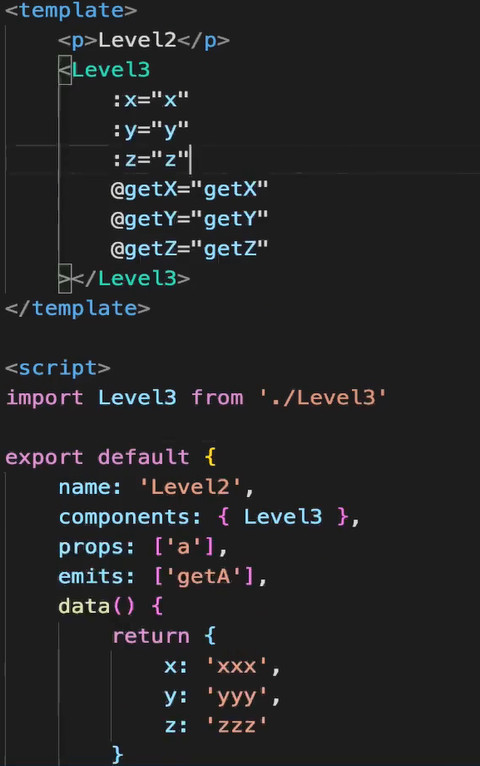 <template>
<p>Level2</p>
<Level3
:x="x"
:y="y"
:z="z"
@getX="getX"
@getY="getY"
@getZ="getZ"
></Level3>
</template>
<script>
import Level3 from './Level3'
export default {
name: 'Level2',
components: { Level3 },
props: ['a'],
emits: ['getA'],
data() {
return {
x: 'xxx',
y: 'yyy',
z: 'zzz'
}